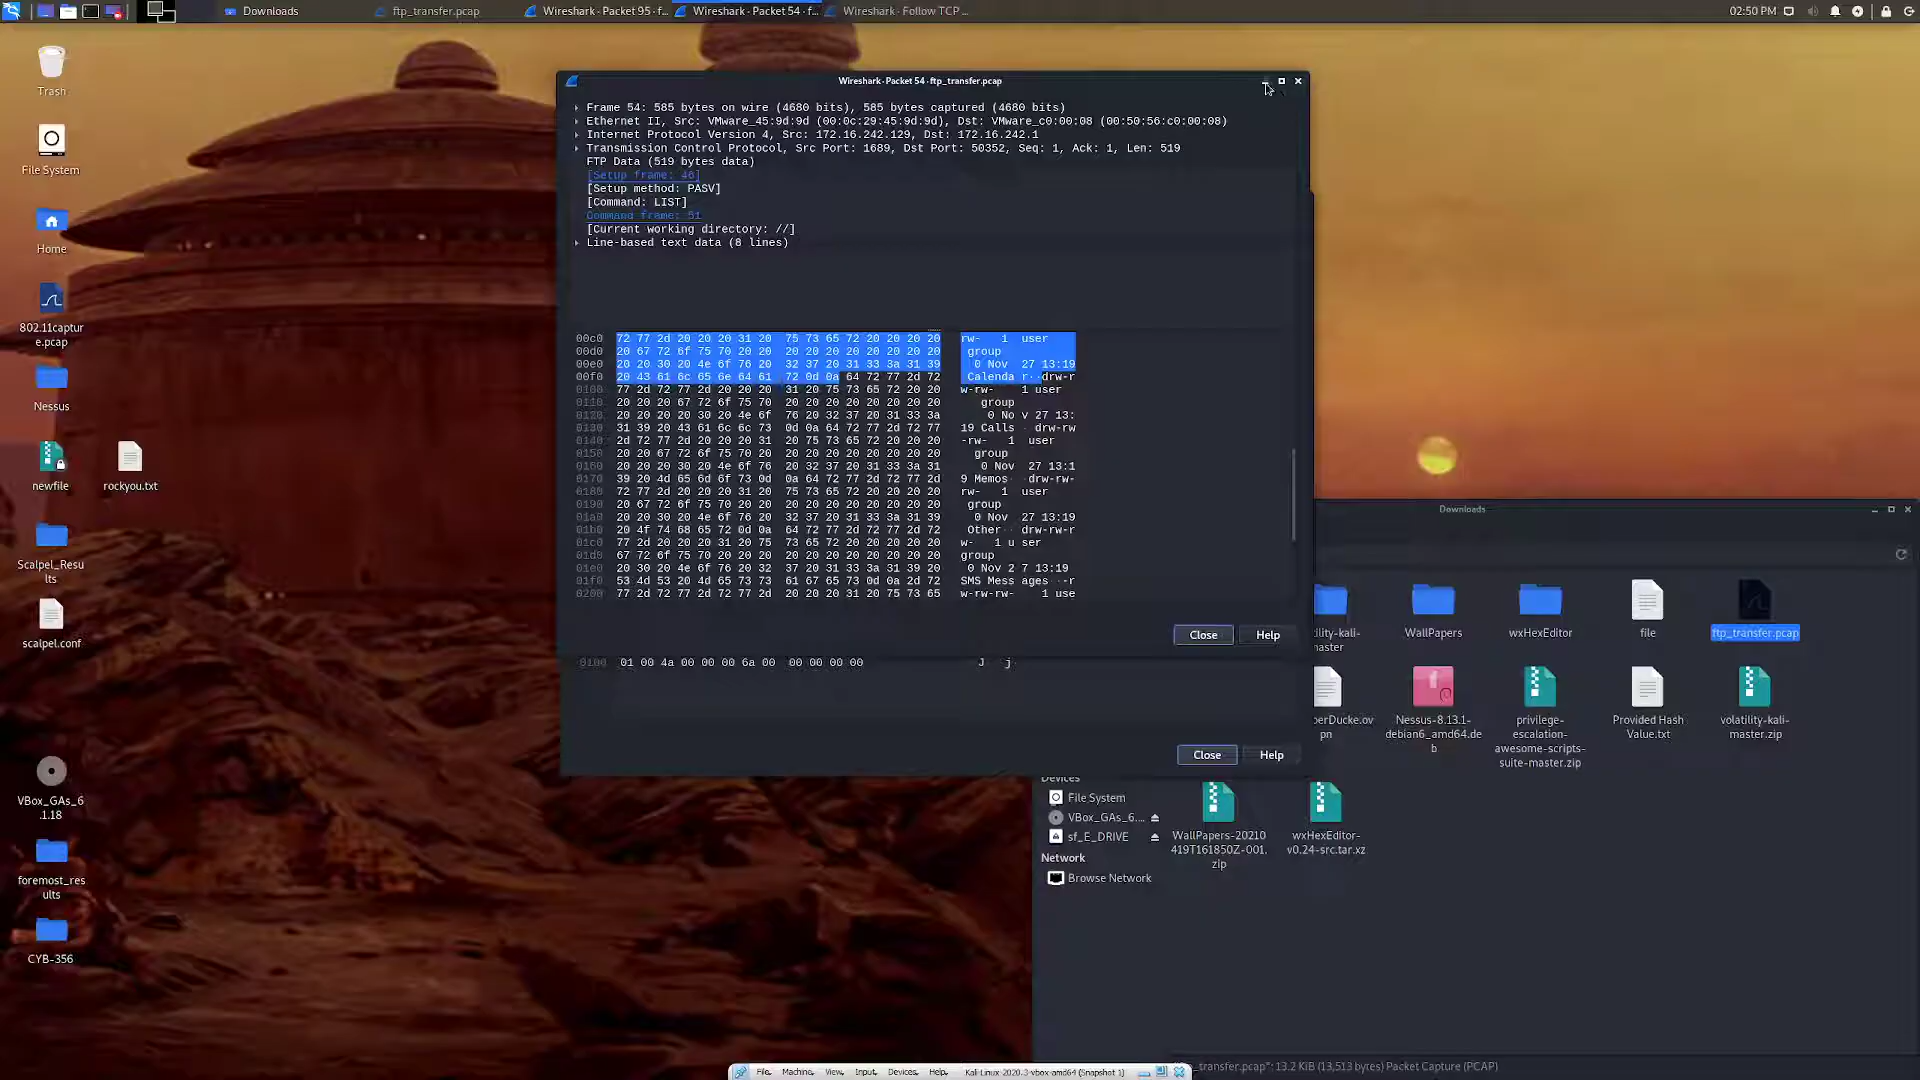 Downloads
ftp_transfer.pcap
Wireshark · Packet 95 · f...
Wireshark · Packet 54 · f...
Wireshark · Follow TCP ...
02:50 PM
Trash
File System
Home
802.11captur
e.pcap
Nessus
newfile
rockyou.txt
Scalpel_Resu
lts
scalpel.conf
VBox_GAs_6
.1.18
foremost_res
ults
CYB-356
Wireshark · Packet 54 · ftp_transfer.pcap
Frame 54: 585 bytes on wire (4680 bits), 585 bytes captured (4680 bits)
Ethernet II, Src: VMware_45:9d:9d (00:0c:29:45:9d:9d), Dst: VMware_c0:00:08 (00:50:56:c0:00:08)
Internet Protocol Version 4, Src: 172.16.242.129, Dst: 172.16.242.1
Transmission Control Protocol, Src Port: 1689, Dst Port: 50352, Seq: 1, Ack: 1, Len: 519
FTP Data (519 bytes data)
[Setup frame: 46]
[Setup method: PASV]
[Command: LIST]
Command frame: 51
[Current working directory: //]
Line-based text data (8 lines)
00c0 72 77 2d 20 20 20 31 20 75 73 65 72 20 20 20 20 rw- 1 user
00d0 20 67 72 6f 75 70 20 20 20 20 20 20 20 20 20 20 group
00e0 20 20 30 20 4e 6f 76 20 32 37 20 31 33 3a 31 39 0 Nov 27 13:19
00f0 20 43 61 6c 65 6e 64 61 72 0d 0a 64 72 77 2d 72 Calenda r··drw-r
0100 77 2d 72 77 2d 20 20 20 31 20 75 73 65 72 20 20 w-rw- 1 user
0110 20 20 20 67 72 6f 75 70 20 20 20 20 20 20 20 20 group
0120 20 20 20 20 30 20 4e 6f 76 20 32 37 20 31 33 3a 0 No v 27 13:
0130 31 39 20 43 61 6c 6c 73 0d 0a 64 72 77 2d 72 77 19 Calls ··drw-rw
0140 2d 72 77 2d 20 20 20 31 20 75 73 65 72 20 20 20 -rw- 1 user
0150 20 20 67 72 6f 75 70 20 20 20 20 20 20 20 20 20 group
0160 20 20 20 30 20 4e 6f 76 20 32 37 20 31 33 3a 31 0 Nov 27 13:1
0170 39 20 4d 65 6d 6f 73 0d 0a 64 72 77 2d 72 77 2d 9 Memos· ·drw-rw-
0180 72 77 2d 20 20 20 31 20 75 73 65 72 20 20 20 20 rw- 1 user
0190 20 67 72 6f 75 70 20 20 20 20 20 20 20 20 20 20 group
01a0 20 20 30 20 4e 6f 76 20 32 37 20 31 33 3a 31 39 0 Nov 27 13:19
01b0 20 4f 74 68 65 72 0d 0a 64 72 77 2d 72 77 2d 72 Other·· drw-rw-r
01c0 77 2d 20 20 20 31 20 75 73 65 72 20 20 20 20 20 w- 1 u ser
01d0 67 72 6f 75 70 20 20 20 20 20 20 20 20 20 20 20 group
01e0 20 30 20 4e 6f 76 20 32 37 20 31 33 3a 31 39 20 0 Nov 2 7 13:19
01f0 53 4d 53 20 4d 65 73 73 61 67 65 73 0d 0a 2d 72 SMS Mess ages··-r
0200 77 2d 72 77 2d 72 77 2d 20 20 20 31 20 75 73 65 w-rw-rw- 1 use
Close
Help
0100 01 00 4a 00 00 00 6a 00 00 00 00 00 J j
Close
Help
Downloads
ility-kali-
master
WallPapers
wxHexEditor
file
ftp_transfer.pcap
perDucke.ov
pn
Nessus-8.13.1-
debian6_amd64.de
b
privilege-
escalation-
awesome-scripts-
suite-master.zip
Provided Hash
Value.txt
volatility-kali-
master.zip
Devices
File System
VBox_GAs_6....
sf_E_DRIVE
Network
Browse Network
WallPapers-20210
419T161850Z-001.
zip
wxHexEditor-
v0.24-src.tar.xz
_transfer.pcap": 13.2 KiB (13,513 bytes) Packet Capture (PCAP)
File
Machine
View
Input
Devices
Help
Kali-Linux-2020.3-vbox-amd64 (Snapshot 1)